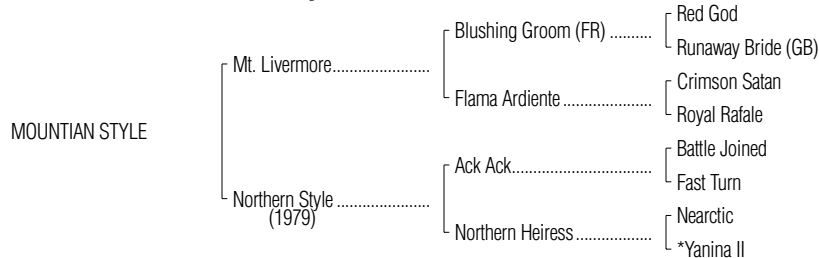 Red God
Blushing Groom (FR) ..........
Runaway Bride (GB)
Mt. Livermore.......................
Crimson Satan
Flama Ardiente .....................
Royal Rafale
MOUNTIAN STYLE
Battle Joined
Ack Ack.................................
Fast Turn
Northern Style ......................
(1979)
Nearctic
Northern Heiress..................
*Yanina II